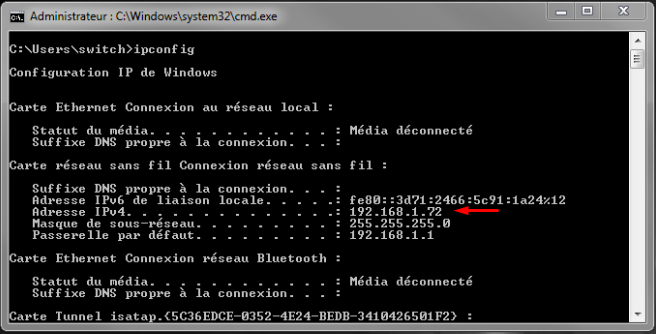 Administrateur : C:\Windows\system32\cmd.exe
C:\Users\switch>ipconfig
Configuration IP de Windows
Carte Ethernet Connexion au réseau local :
Statut du média. . . . . . . . . . . . : Média déconnecté
Suffixe DNS propre à la connexion. . . :
Carte réseau sans fil Connexion réseau sans fil :
Suffixe DNS propre à la connexion. . . :
Adresse IPv6 de liaison locale. . . . .: fe80::3d71:2466:5c91:1a24%12
Adresse IPv4. . . . . . . . . . . . . .: 192.168.1.72
Masque de sous-réseau. . . . . . . . . : 255.255.255.0
Passerelle par défaut. . . . . . . . . : 192.168.1.1
Carte Ethernet Connexion réseau Bluetooth :
Statut du média. . . . . . . . . . . . : Média déconnecté
Suffixe DNS propre à la connexion. . . :
Carte Tunnel isatap.{5C36EDCE-0352-4E24-BEDB-3410426501F2} :